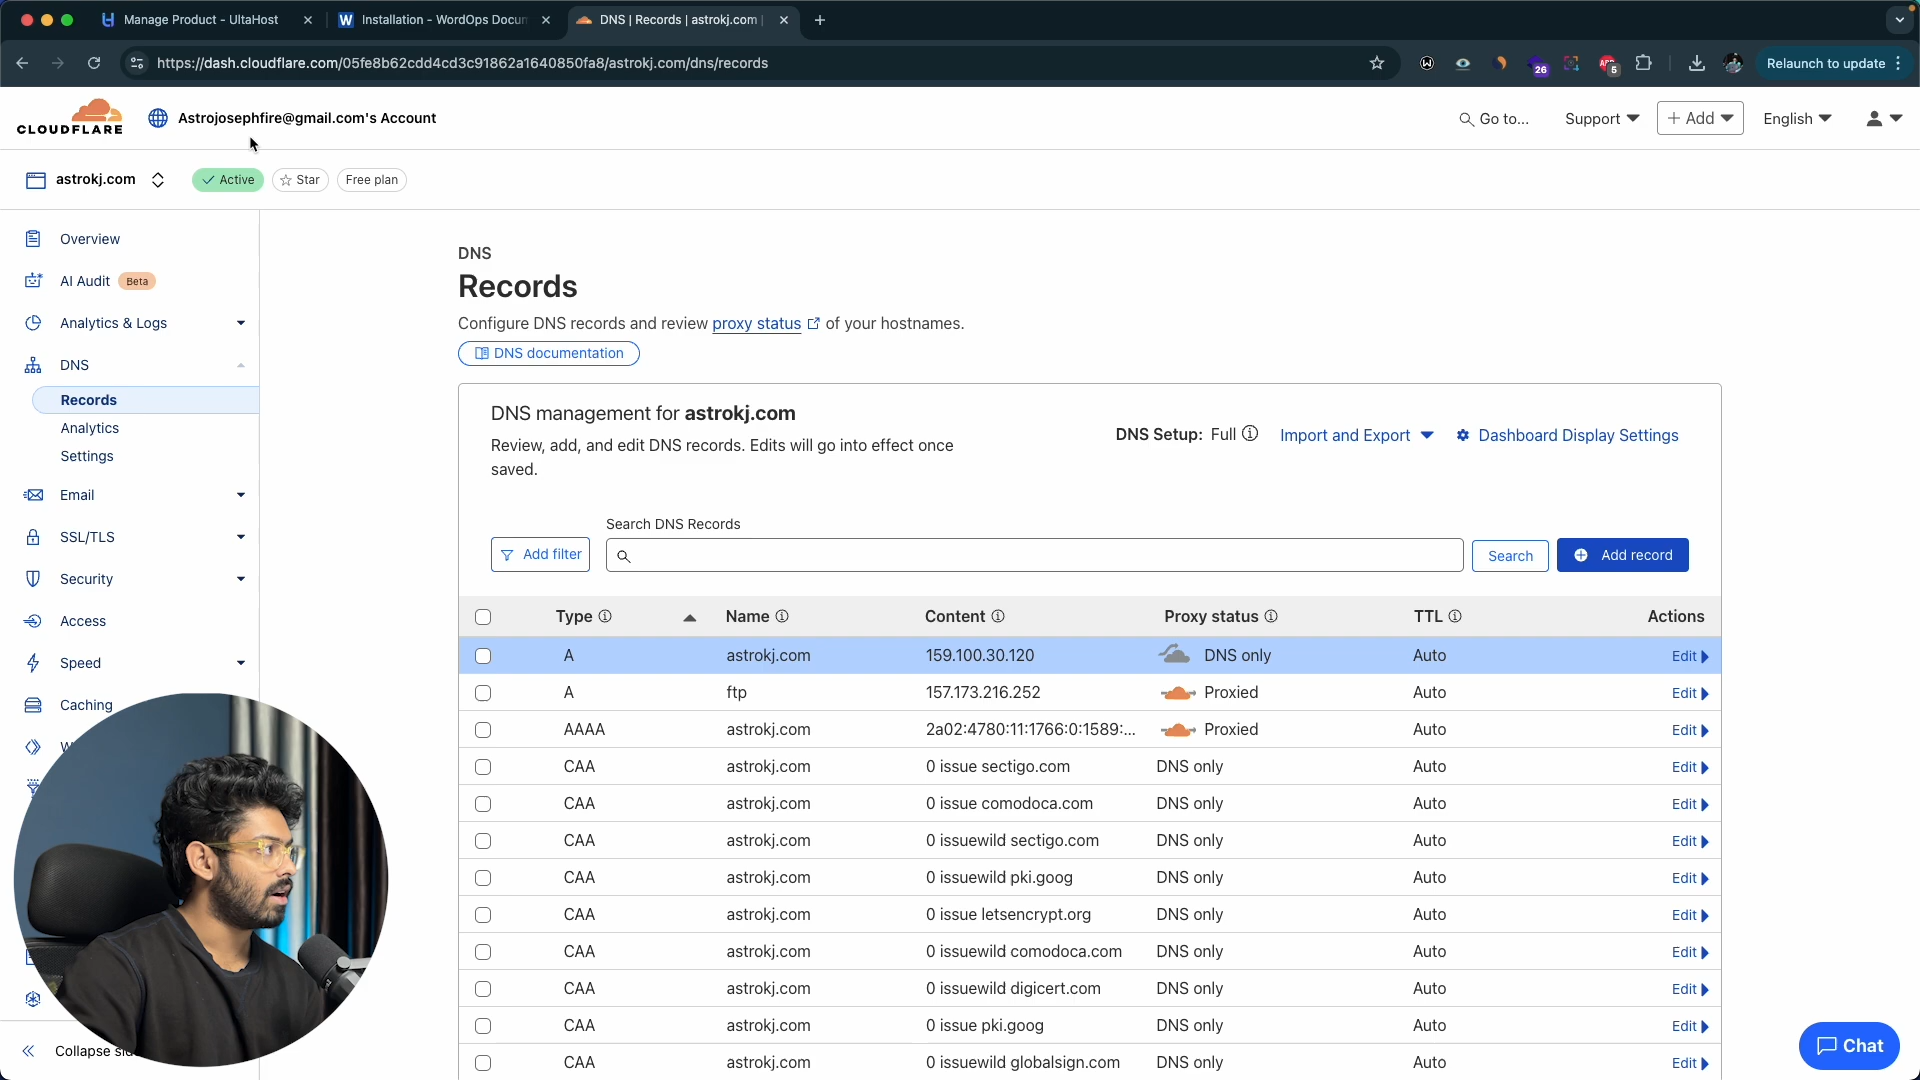 Manage Product - UltaHost
Installation - WordOps Docum
DNS | Records | astrokj.com |
https://dash.cloudflare.com/05fe8b62cdd4cd3c91862a1640850fa8/astrokj.com/dns/records
26
5
Relaunch to update
CLOUDFLARE
Astrojosephfire@gmail.com's Account
Go to...
Support
+ Add
English
astrokj.com
Active
Star
Free plan
Overview
AI Audit Beta
Analytics & Logs
DNS
Records
Analytics
Settings
Email
SSL/TLS
Security
Access
Speed
Caching
Collapse
DNS
Records
Configure DNS records and review proxy status of your hostnames.
DNS documentation
DNS management for astrokj.com
Review, add, and edit DNS records. Edits will go into effect once
saved.
DNS Setup: Full
Import and Export
Dashboard Display Settings
Search DNS Records
Add filter
Search
Add record
Type Name Content Proxy status TTL Actions
A astrokj.com 159.100.30.120 DNS only Auto Edit
A ftp 157.173.216.252 Proxied Auto Edit
AAAA astrokj.com 2a02:4780:11:1766:0:1589:... Proxied Auto Edit
CAA astrokj.com 0 issue sectigo.com DNS only Auto Edit
CAA astrokj.com 0 issue comodoca.com DNS only Auto Edit
CAA astrokj.com 0 issuewild sectigo.com DNS only Auto Edit
CAA astrokj.com 0 issuewild pki.goog DNS only Auto Edit
CAA astrokj.com 0 issue letsencrypt.org DNS only Auto Edit
CAA astrokj.com 0 issuewild comodoca.com DNS only Auto Edit
CAA astrokj.com 0 issuewild digicert.com DNS only Auto Edit
CAA astrokj.com 0 issue pki.goog DNS only Auto Edit
CAA astrokj.com 0 issuewild globalsign.com DNS only Auto Edit
Chat